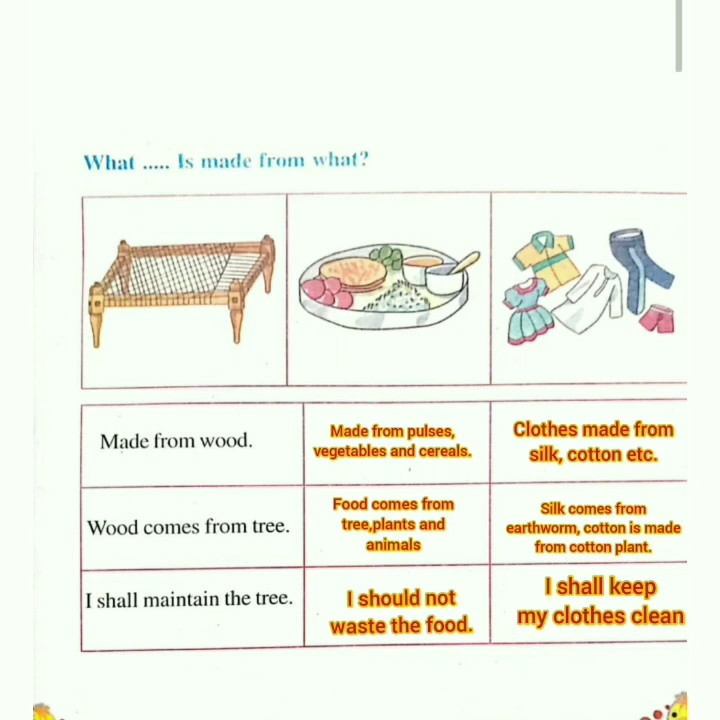 What ..... Is made from what?
Made from wood.
Made from pulses,
vegetables and cereals.
Clothes made from
silk, cotton etc.
Wood comes from tree.
Food comes from
tree,plants and
animals
Silk comes from
earthworm, cotton is made
from cotton plant.
I shall maintain the tree.
I should not
waste the food.
I shall keep
my clothes clean